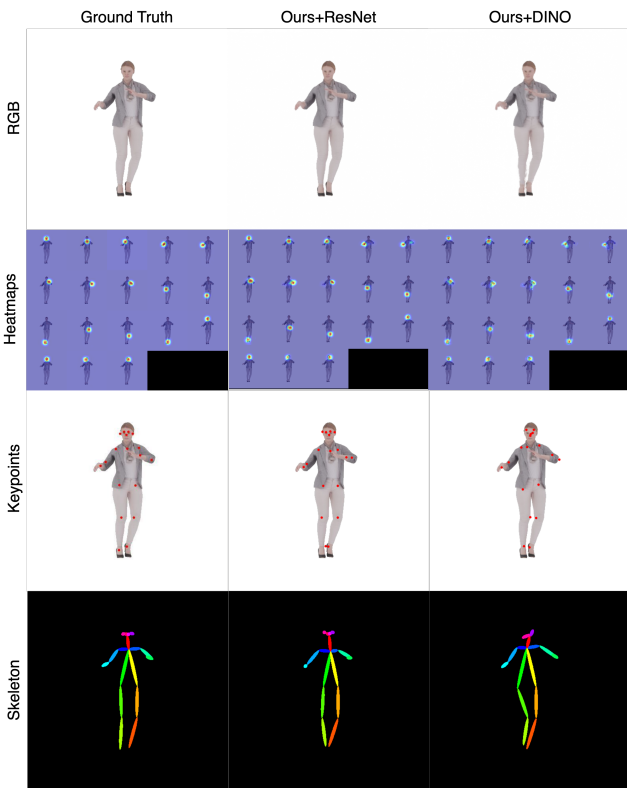 Ground Truth Ours+ResNet Ours+DINO
RGB
Heatmaps
Keypoints
Skeleton